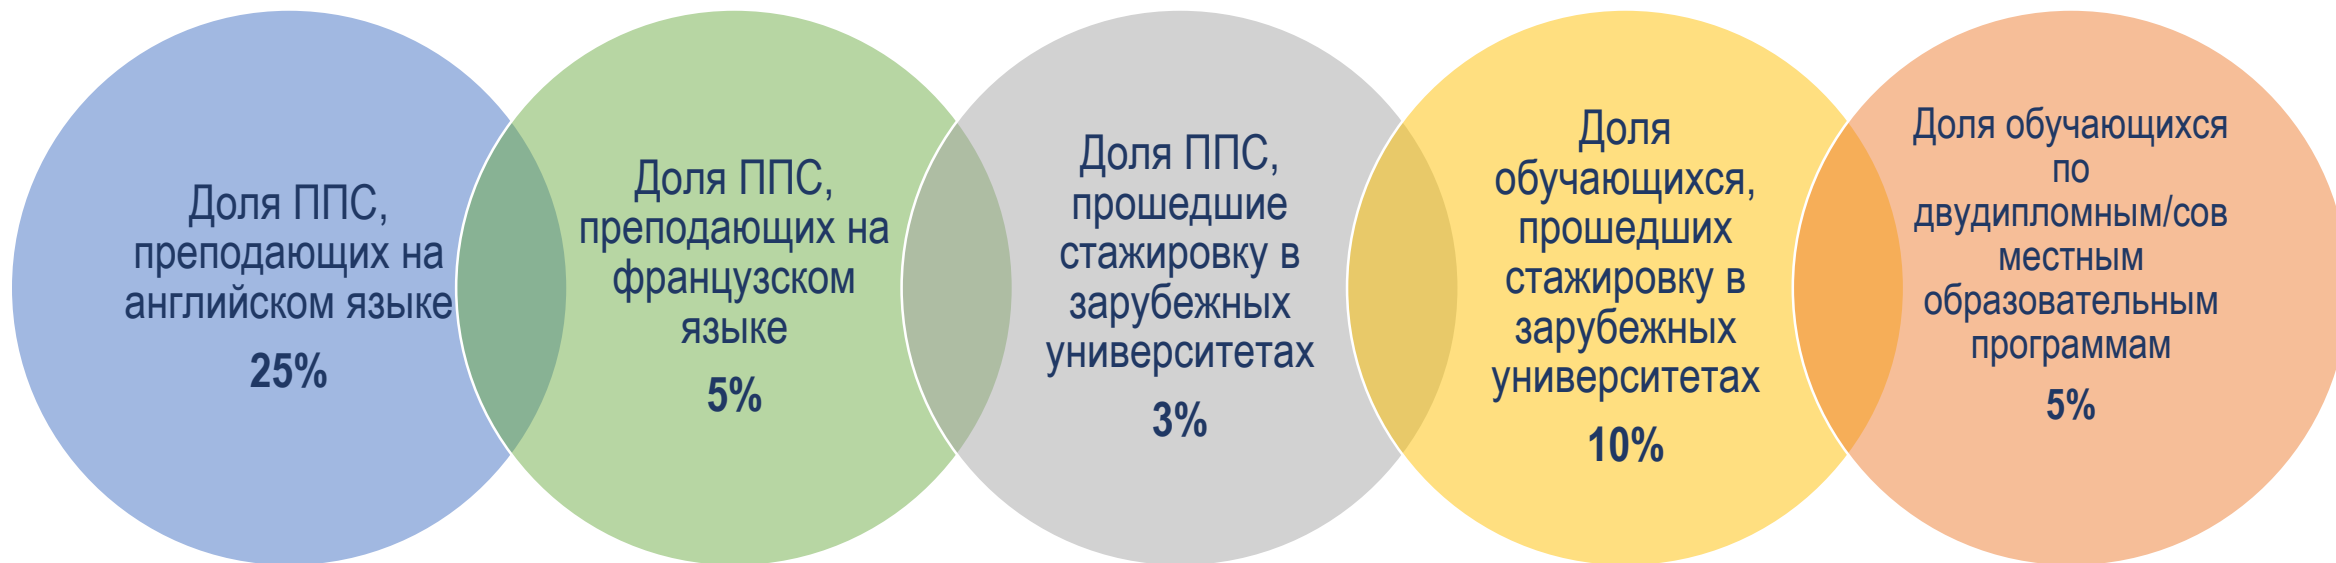 Доля ППС,
преподающих на
английском языке
25%
Доля ППС,
преподающих на
французском
языке
5%
Доля ППС,
прошедшие
стажировку в
зарубежных
университетах
3%
Доля
обучающихся,
прошедших
стажировку в
зарубежных
университетах
10%
Доля обучающихся
по
двудипломным/сов
местным
образовательным
программам
5%